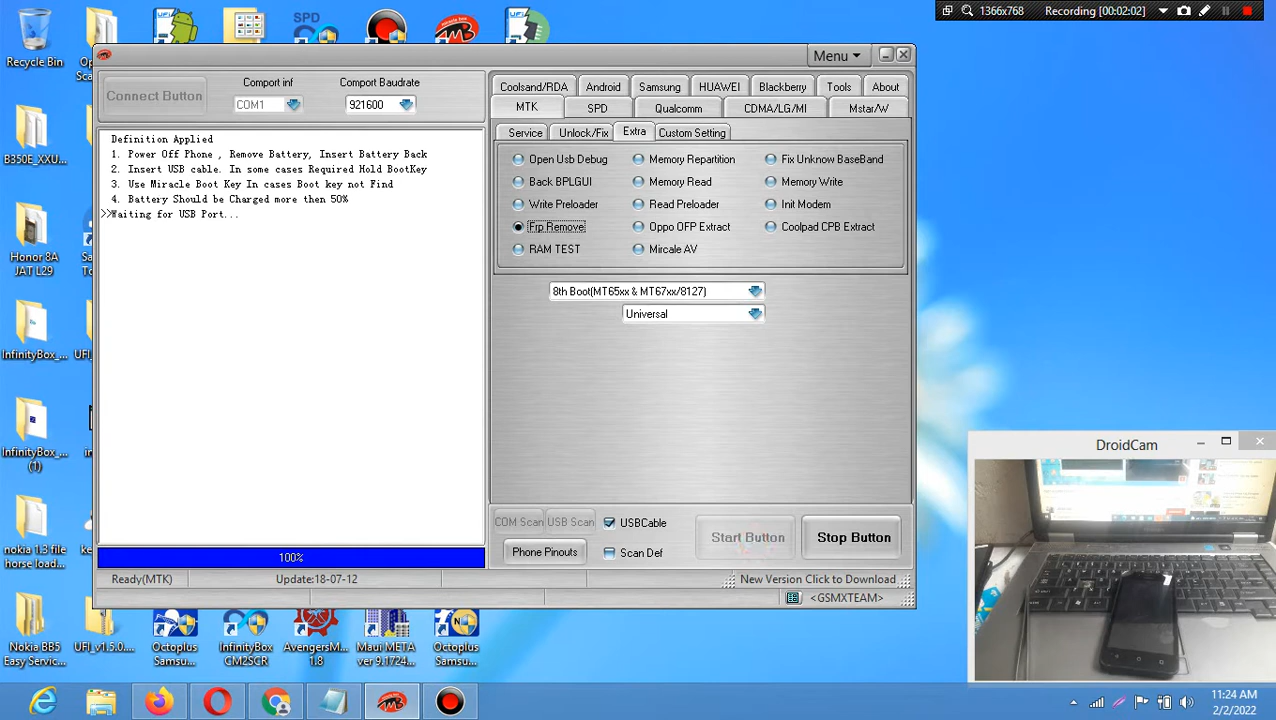 1366x768
Recording [00:02:02]
Recycle Bin
SPD
UFI
Menu
Connect Button
Comport inf
COM1
Comport Baudrate
921600
Definition Applied
1. Power Off Phone , Remove Battery, Insert Battery Back
2. Insert USB cable. In some cases Required Hold BootKey
3. Use Miracle Boot Key In cases Boot key not Find
4. Battery Should be Charged more then 50%
>>Waiting for USB Port...
100%
Ready(MTK)
Update:18-07-12
Coolsand/RDA
Android
Samsung
HUAWEI
Blackberry
Tools
About
MTK
SPD
Qualcomm
CDMA/LG/MI
Mstar/W
Service
Unlock/Fix
Extra
Custom Setting
Open Usb Debug
Memory Repartition
Fix Unknow BaseBand
Back BPLGUI
Memory Read
Memory Write
Write Preloader
Read Preloader
Init Modem
Frp Remove
Oppo OFP Extract
Coolpad CPB Extract
RAM TEST
Mircale AV
8th Boot(MT65xx & MT67xx/8127)
Universal
COM Scan
USB Scan
USBCable
Start Button
Stop Button
Phone Pinouts
Scan Def
New Version Click to Download
<GSMXTEAM>
B350E_XXU...
Honor 8A
JAT L29
InfinityBox_...
InfinityBox_...
(1)
nokia 1.3 file
horse load...
Nokia BB5
Easy Servic...
UFI_v1.5.0....
Octoplus
Samsu...
InfinityBox
CM2SCR
AvengersM...
1.8
Maui META
ver 9.1724...
Octoplus
Samsu...
DroidCam
11:24 AM
2/2/2022